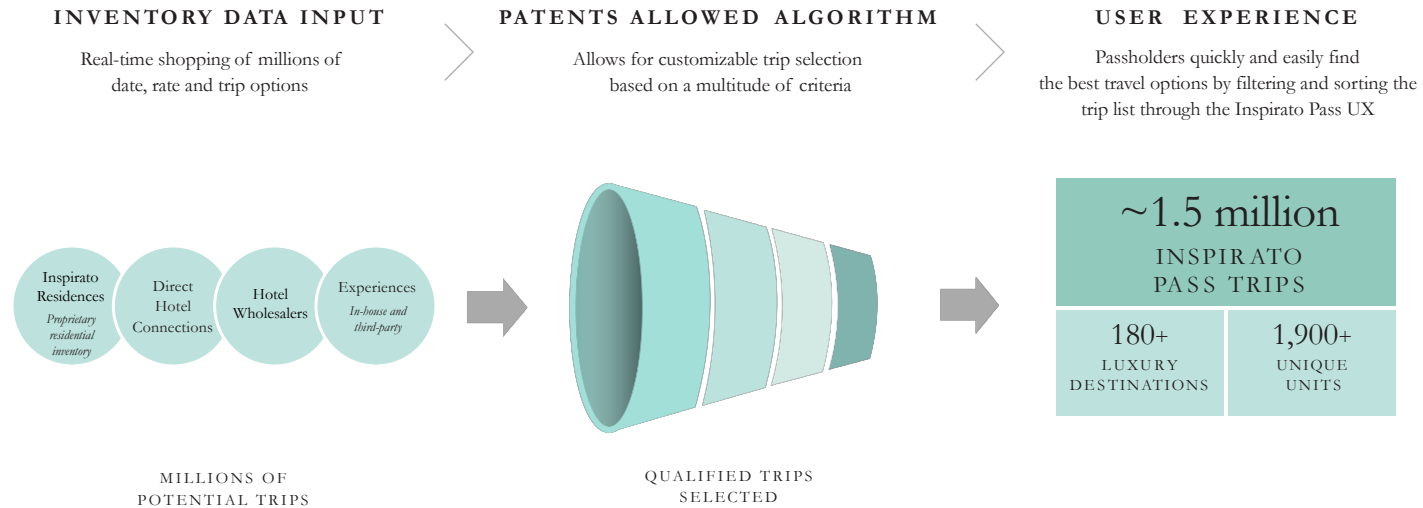 INVENTORY DATA INPUT
Real-time shopping of millions of
date, rate and trip options
Inspirato
Residences
Proprietary
residential
inventory
Direct
Hotel
Connections
Hotel
Wholesalers
Experiences
In-house and
third-party
MILLIONS OF
POTENTIAL TRIPS
PATENTS ALLOWED ALGORITHM
Allows for customizable trip selection
based on a multitude of criteria
QUALIFIED TRIPS
SELECTED
USER EXPERIENCE
Passholders quickly and easily find
the best travel options by filtering and sorting the
trip list through the Inspirato Pass UX
~1.5 million
INSPIRATO
PASS TRIPS
180+
LUXURY
DESTINATIONS
1,900+
UNIQUE
UNITS